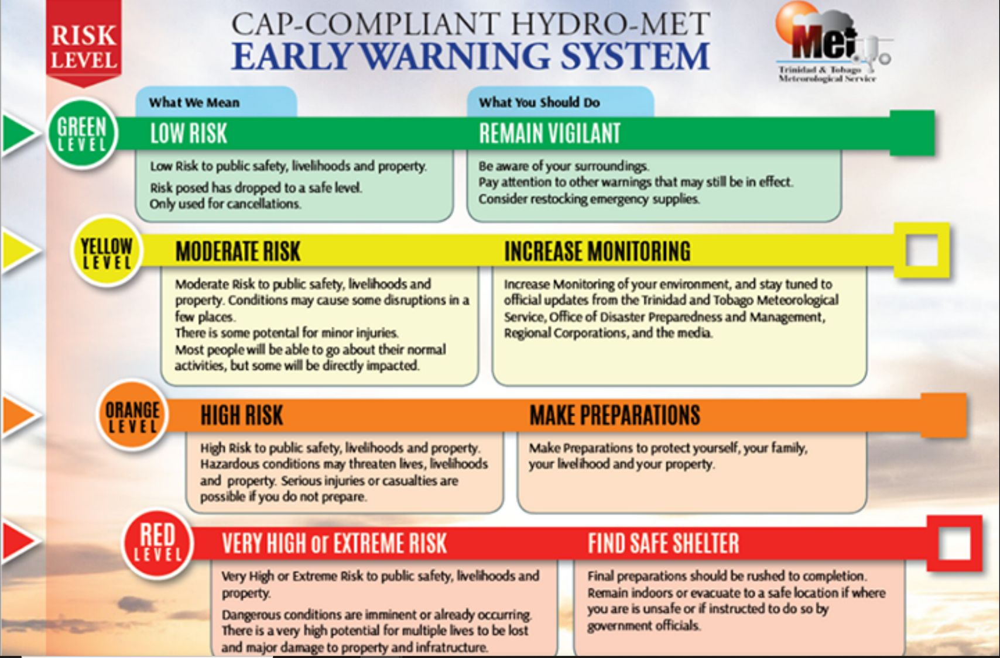 RISK
LEVEL
CAP-COMPLIANT HYDRO-MET
EARLY WARNING SYSTEM
Met
Trinidad & Tobago
Meteorological Service
What We Mean
What You Should Do
GREEN
LEVEL
LOW RISK
REMAIN VIGILANT
Low Risk to public safety, livelihoods and property.
Risk posed has dropped to a safe level.
Only used for cancellations.
Be aware of your surroundings.
Pay attention to other warnings that may still be in effect.
Consider restocking emergency supplies.
YELLOW
LEVEL
MODERATE RISK
INCREASE MONITORING
Moderate Risk to public safety, livelihoods and
property. Conditions may cause some disruptions in a
few places.
There is some potental for minor injuries.
Most people will be able to go about their normal
activities, but some will be directly impacted.
Increase Monitoring of your environment, and stay tuned to
official updates from the Trinidad and Tobago Meteorological
Service, Office of Disaster Preparedness and Management,
Regional Corporations, and the media.
ORANGE
LEVEL
HIGH RISK
MAKE PREPARATIONS
High Risk to public safety, livelihoods and property.
Hazardous conditions may threaten lives, livelihoods
and property. Serious injuries or casualties are
possible if you do not prepare.
Make Preparations to protect yourself, your family,
your livelihood and your property.
RED
LEVEL
VERY HIGH or EXTREME RISK
FIND SAFE SHELTER
Very High or Extreme Risk to public safety, livelihoods and
property.
Dangerous conditions are imminent or already occurring.
There is a very high potential for multiple lives to be lost
and major damage to property and infratructure.
Final preparations should be rushed to completion.
Remain indoors or evacuate to a safe location if where
you are is unsafe or if instructed to do so by
government officials.